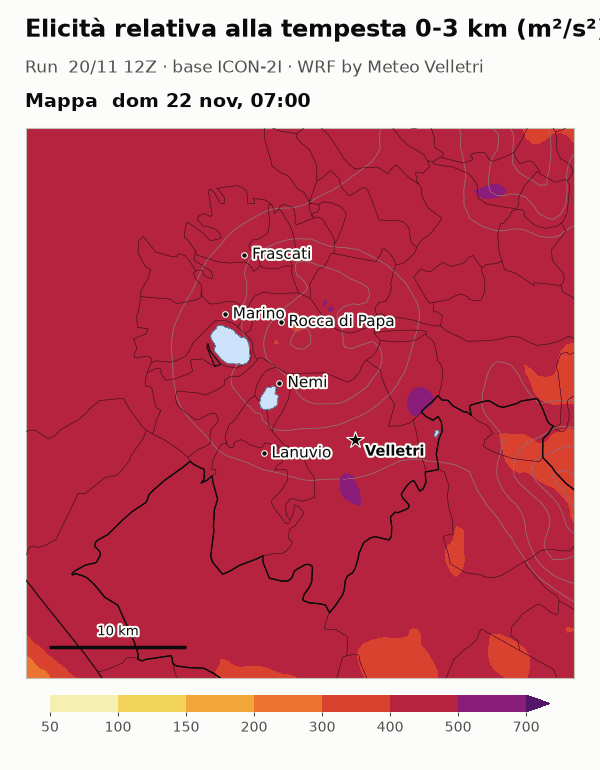 Elicità relativa alla tempesta 0-3 km (m²/s²)
Run  20/11 12Z · base ICON-2I · WRF by Meteo Velletri
Mappa  dom 22 nov, 07:00
Frascati
Marino
Rocca di Papa
Nemi
Velletri
Lanuvio
10 km
50 100 150 200 300 400 500 700